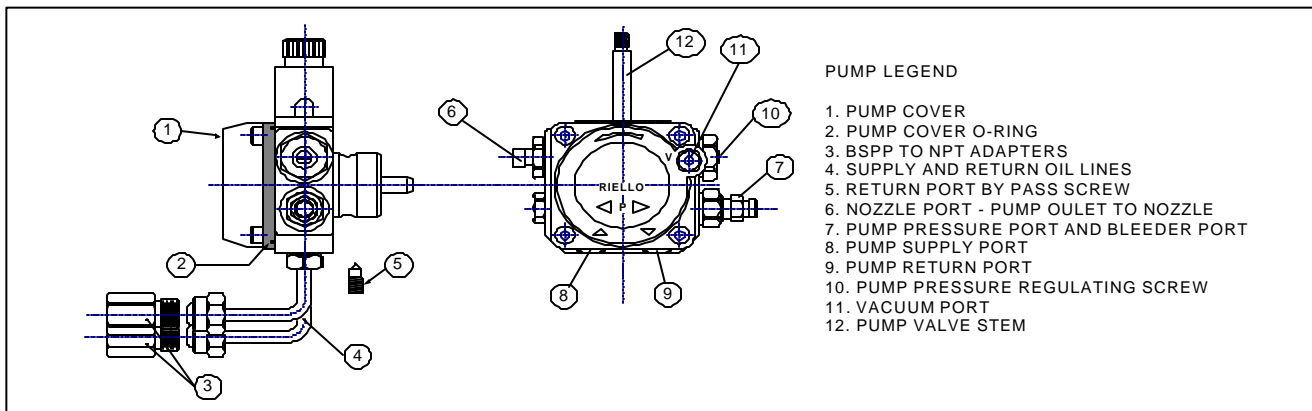 1
2
3
4
5
6
7
8
9
10
11
12
V
RIELLO
P
PUMP LEGEND
1. PUMP COVER
2. PUMP COVER O-RING
3. BSPP TO NPT ADAPTERS
4. SUPPLY AND RETURN OIL LINES
5. RETURN PORT BY PASS SCREW
6. NOZZLE PORT - PUMP OULET TO NOZZLE
7. PUMP PRESSURE PORT AND BLEEDER PORT
8. PUMP SUPPLY PORT
9. PUMP RETURN PORT
10. PUMP PRESSURE REGULATING SCREW
11. VACUUM PORT
12. PUMP VALVE STEM